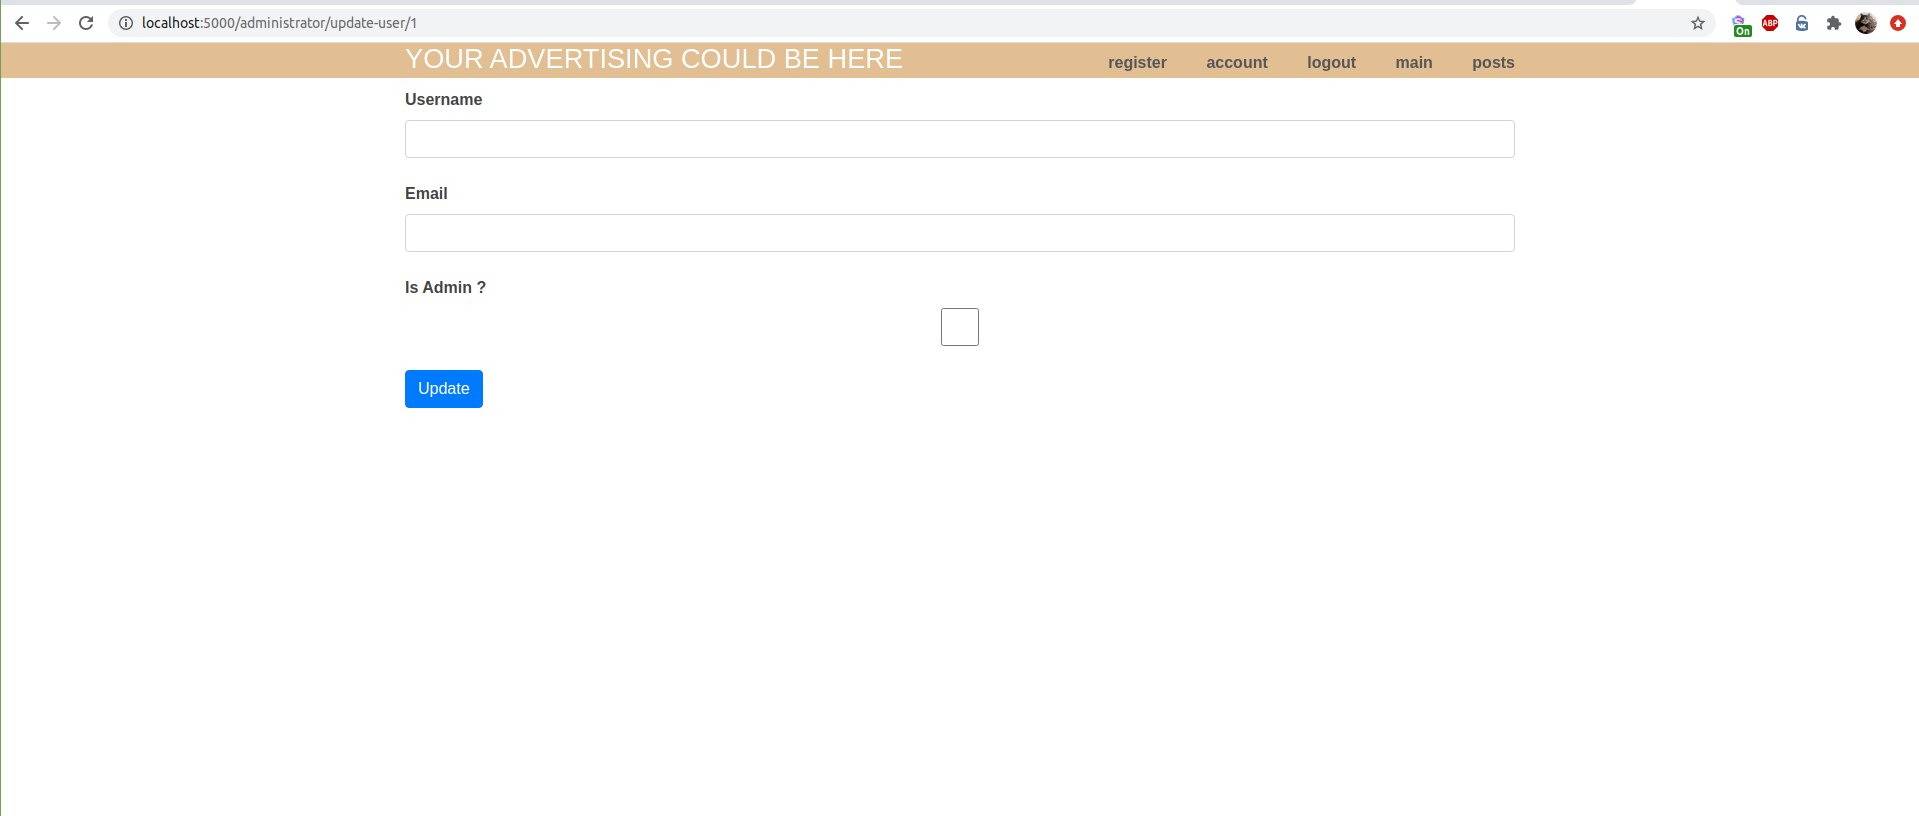 localhost:5000/administrator/update-user/1
On
ABP
YOUR ADVERTISING COULD BE HERE
register account logout main posts
Username
Email
Is Admin ?
Update